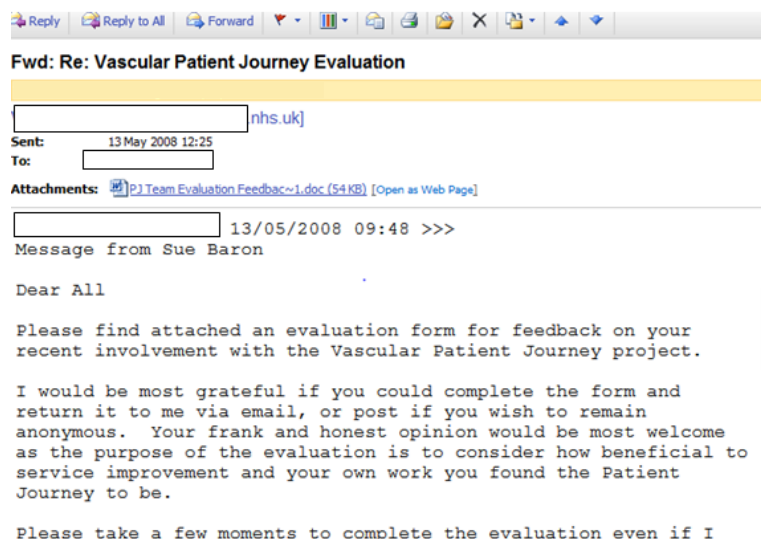 Reply Reply to All Forward
Fwd: Re: Vascular Patient Journey Evaluation
.nhs.uk]
Sent: 13 May 2008 12:25
To:
Attachments: PJ Team Evaluation Feedbac~1.doc (54 KB) [Open as Web Page]
13/05/2008 09:48 >>>
Message from Sue Baron
Dear All
Please find attached an evaluation form for feedback on your
recent involvement with the Vascular Patient Journey project.
I would be most grateful if you could complete the form and
return it to me via email, or post if you wish to remain
anonymous.  Your frank and honest opinion would be most welcome
as the purpose of the evaluation is to consider how beneficial to
service improvement and your own work you found the Patient
Journey to be.
Please take a few moments to complete the evaluation even if I